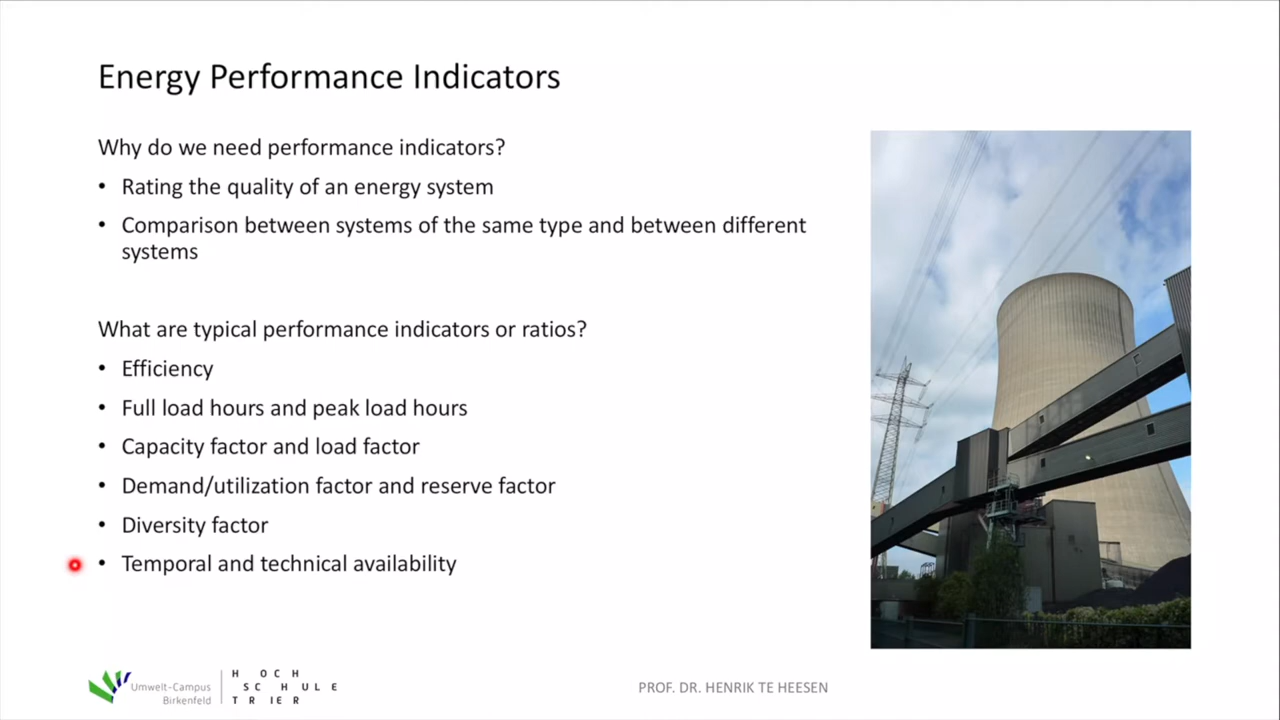 Energy Performance Indicators
Why do we need performance indicators?
• Rating the quality of an energy system
• Comparison between systems of the same type and between different
systems
What are typical performance indicators or ratios?
• Efficiency
• Full load hours and peak load hours
• Capacity factor and load factor
• Demand/utilization factor and reserve factor
• Diversity factor
• Temporal and technical availability
Umwelt-Campus
Birkenfeld
HOCH
SCHULE
TRIER
PROF. DR. HENRIK TE HEESEN